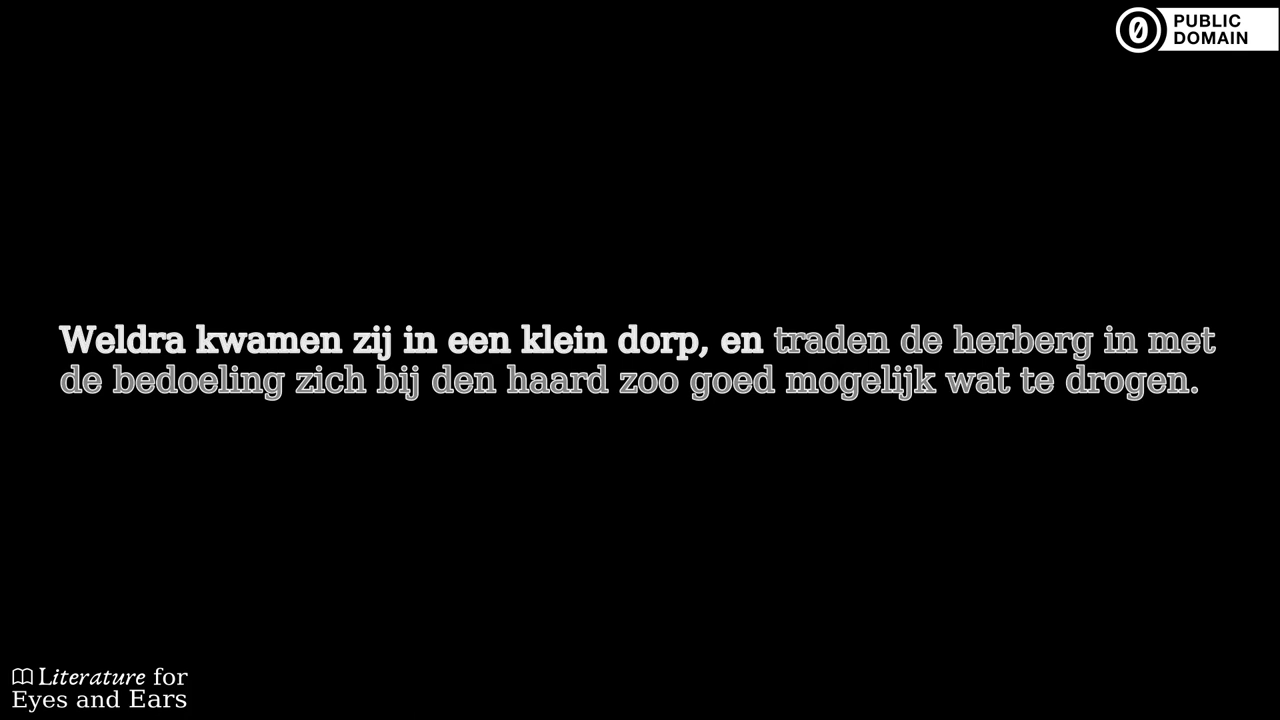 PUBLIC
DOMAIN
Weldra kwamen zij in een klein dorp, en traden de herberg in met
de bedoeling zich bij den haard zoo goed mogelijk wat te drogen.
Literature for
Eyes and Ears